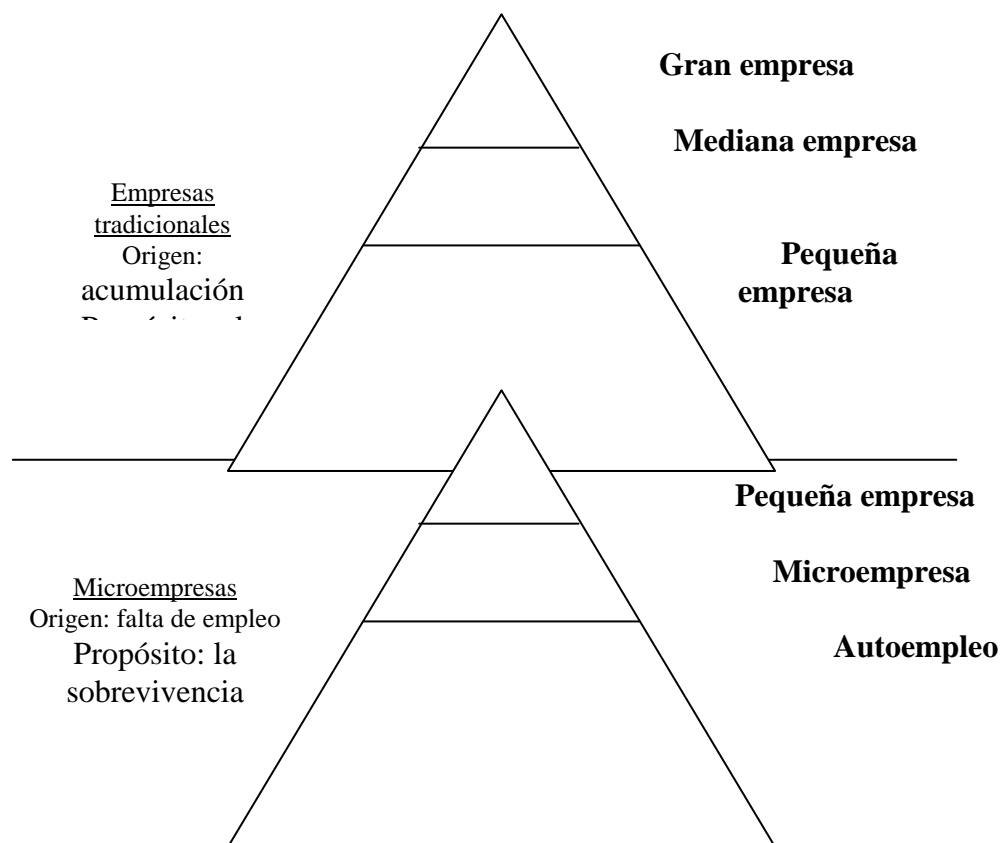 Gran empresa
Mediana empresa
Empresas
tradicionales
Origen:
acumulación
Pequeña
empresa
Pequeña empresa
Microempresa
Microempresas
Origen: falta de empleo
Propósito: la
sobrevivencia
Autoempleo